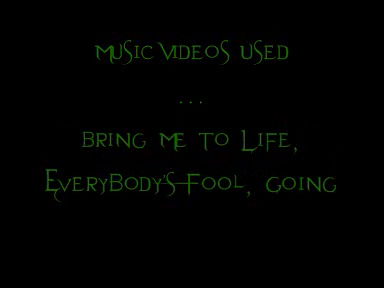 Music Videos used
...
Bring me to Life,
EveryBody's Fool, going